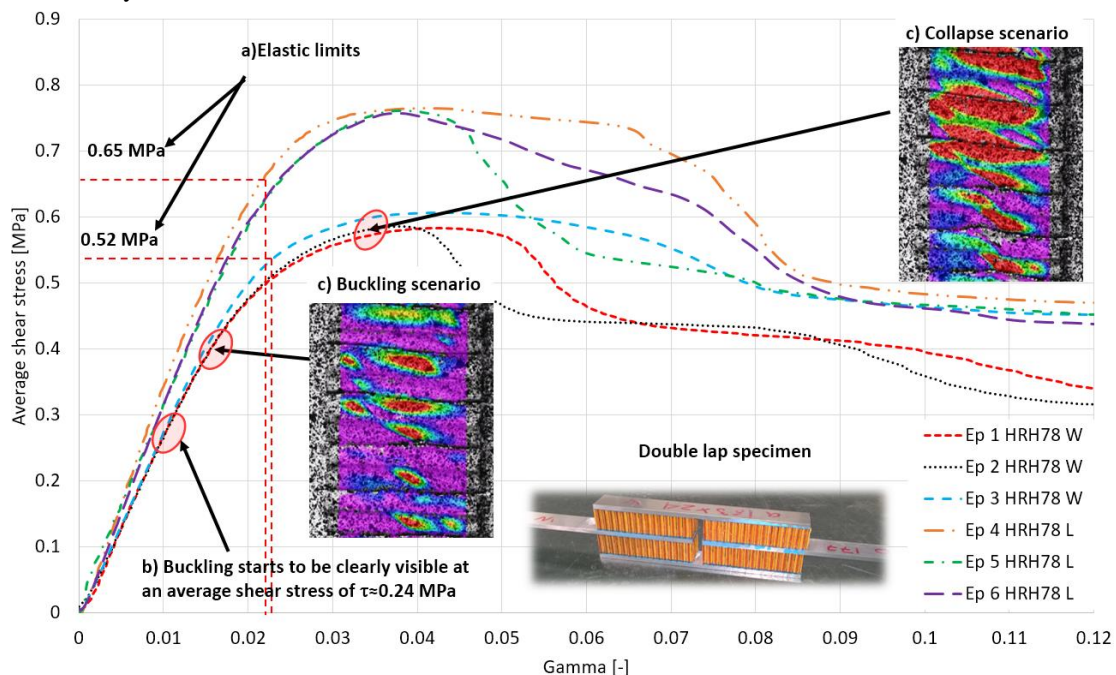 0.9
0.8
0.7
0.6
0.5
0.4
0.3
0.2
0.1
0
Average shear stress [MPa]
a)Elastic limits
0.65 MPa
0.52 MPa
c) Collapse scenario
c) Buckling scenario
b) Buckling starts to be clearly visible at
an average shear stress of τ≈0.24 MPa
Double lap specimen
W
Ep 1 HRH78 W
Ep 2 HRH78 W
Ep 3 HRH78 W
Ep 4 HRH78 L
Ep 5 HRH78 L
Ep 6 HRH78 L
0 0.01 0.02 0.03 0.04 0.05 0.06 0.07 0.08 0.09 0.1 0.11 0.12
Gamma [-]